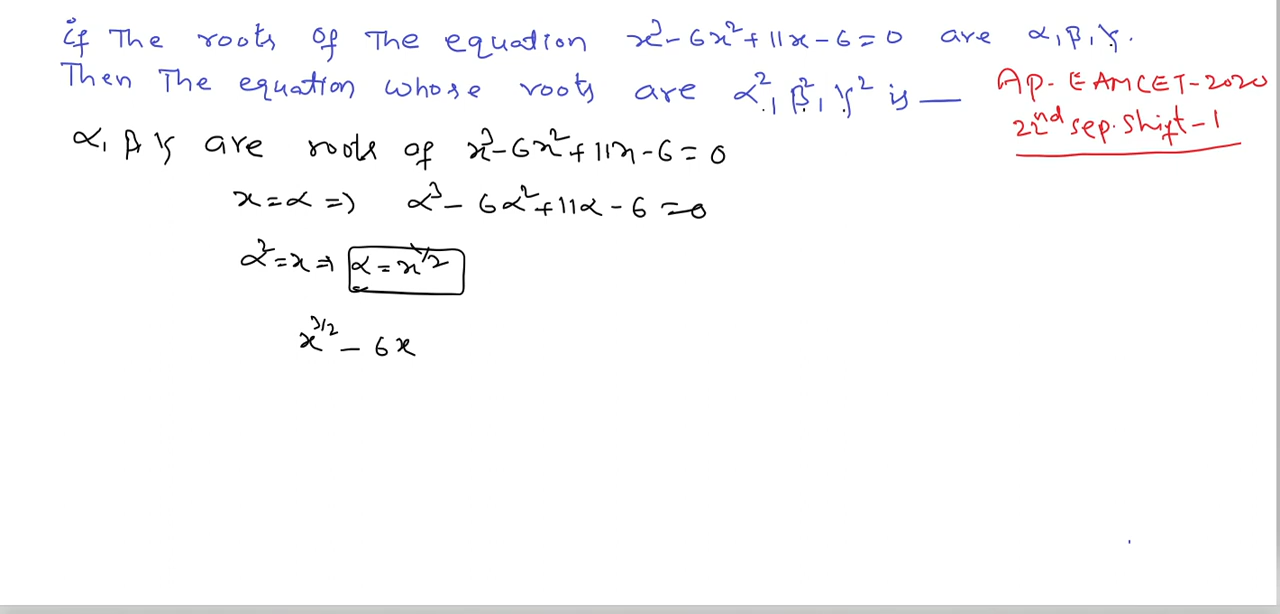 if The roots of The equation x³-6x²+11x-6=0 are α,β,γ.
Then The equation whose roots are α²,β²,γ² is —
Ap. EAMCET-2020
22nd Sep. Shift-1
α, β γ are roots of x³-6x²+11x-6=0
x=α ⇒ α³-6α²+11α-6=0
α²=x ⇒ α=x^1/2
x^3/2 - 6x